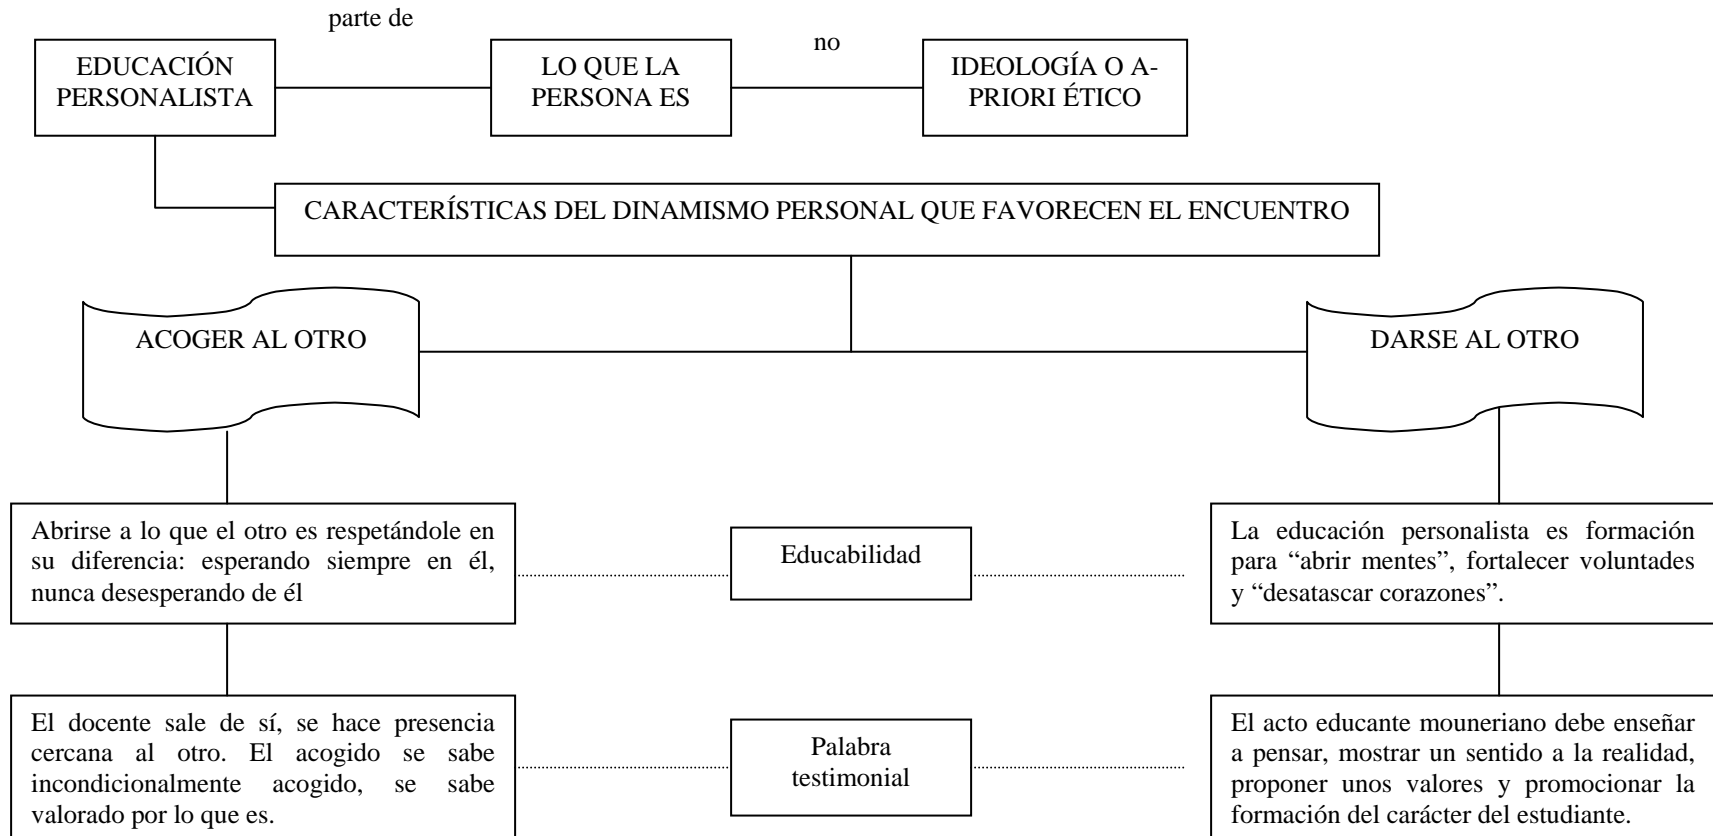 parte de
no
EDUCACIÓN
PERSONALISTA
LO QUE LA
PERSONA ES
IDEOLOGÍA O A-
PRIORI ÉTICO
CARACTERÍSTICAS DEL DINAMISMO PERSONAL QUE FAVORECEN EL ENCUENTRO
ACOGER AL OTRO
DARSE AL OTRO
Abrirse a lo que el otro es respetándole en
su diferencia: esperando siempre en él,
nunca desesperando de él
Educabilidad
La educación personalista es formación
para “abrir mentes”, fortalecer voluntades
y “desatascar corazones”.
El docente sale de sí, se hace presencia
cercana al otro. El acogido se sabe
incondicionalmente acogido, se sabe
valorado por lo que es.
Palabra
testimonial
El acto educante mouneriano debe enseñar
a pensar, mostrar un sentido a la realidad,
proponer unos valores y promocionar la
formación del carácter del estudiante.